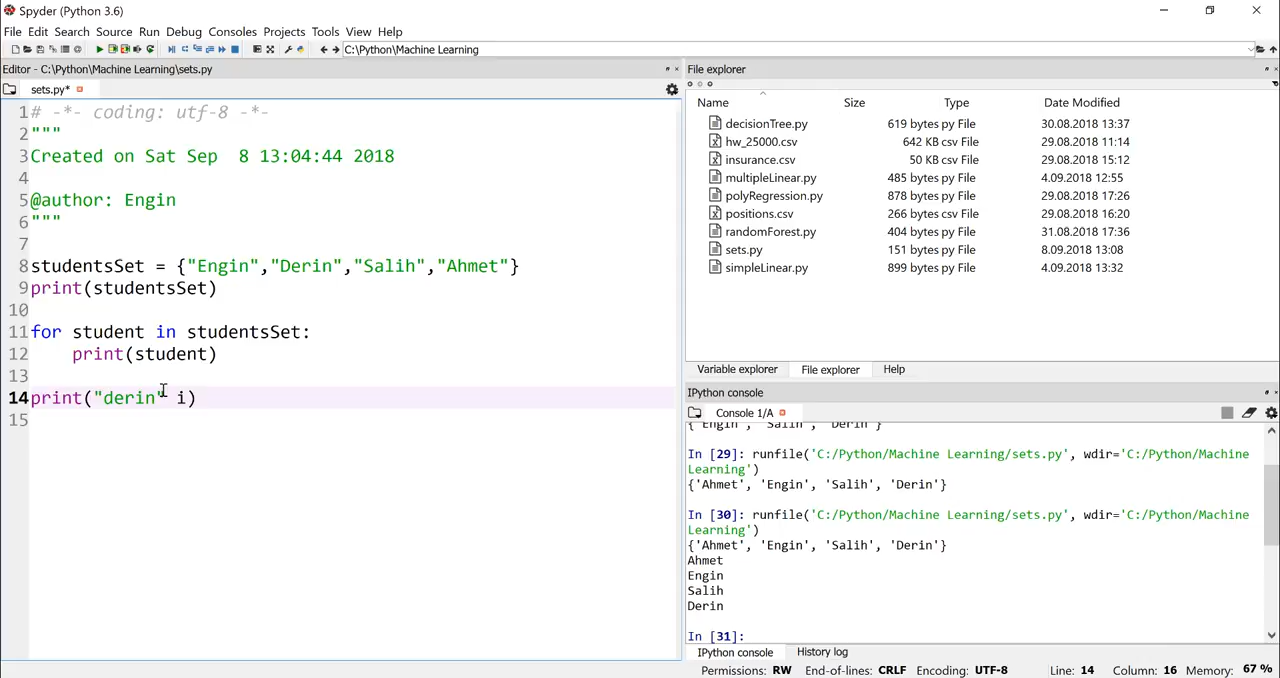 Spyder (Python 3.6)
File Edit Search Source Run Debug Consoles Projects Tools View Help
C:\Python\Machine Learning
Editor - C:\Python\Machine Learning\sets.py
sets.py*
1 # -*- coding: utf-8 -*-
2 """
3 Created on Sat Sep  8 13:04:44 2018
4
5 @author: Engin
6 """
7
8 studentsSet = {"Engin","Derin","Salih","Ahmet"}
9 print(studentsSet)
10
11 for student in studentsSet:
12     print(student)
13
14 print("derin" i)
15
File explorer
Name Size Type Date Modified
decisionTree.py 619 bytes py File 30.08.2018 13:37
hw_25000.csv 642 KB csv File 29.08.2018 11:14
insurance.csv 50 KB csv File 29.08.2018 15:12
multipleLinear.py 485 bytes py File 4.09.2018 12:55
polyRegression.py 878 bytes py File 29.08.2018 17:26
positions.csv 266 bytes csv File 29.08.2018 16:20
randomForest.py 404 bytes py File 31.08.2018 17:36
sets.py 151 bytes py File 8.09.2018 13:08
simpleLinear.py 899 bytes py File 4.09.2018 13:32
Variable explorer File explorer Help
IPython console
Console 1/A
{'Engin', 'Salih', 'Derin'}
In [29]: runfile('C:/Python/Machine Learning/sets.py', wdir='C:/Python/Machine
Learning')
{'Ahmet', 'Engin', 'Salih', 'Derin'}
In [30]: runfile('C:/Python/Machine Learning/sets.py', wdir='C:/Python/Machine
Learning')
{'Ahmet', 'Engin', 'Salih', 'Derin'}
Ahmet
Engin
Salih
Derin
In [31]:
IPython console History log
Permissions: RW End-of-lines: CRLF Encoding: UTF-8 Line: 14 Column: 16 Memory: 67 %